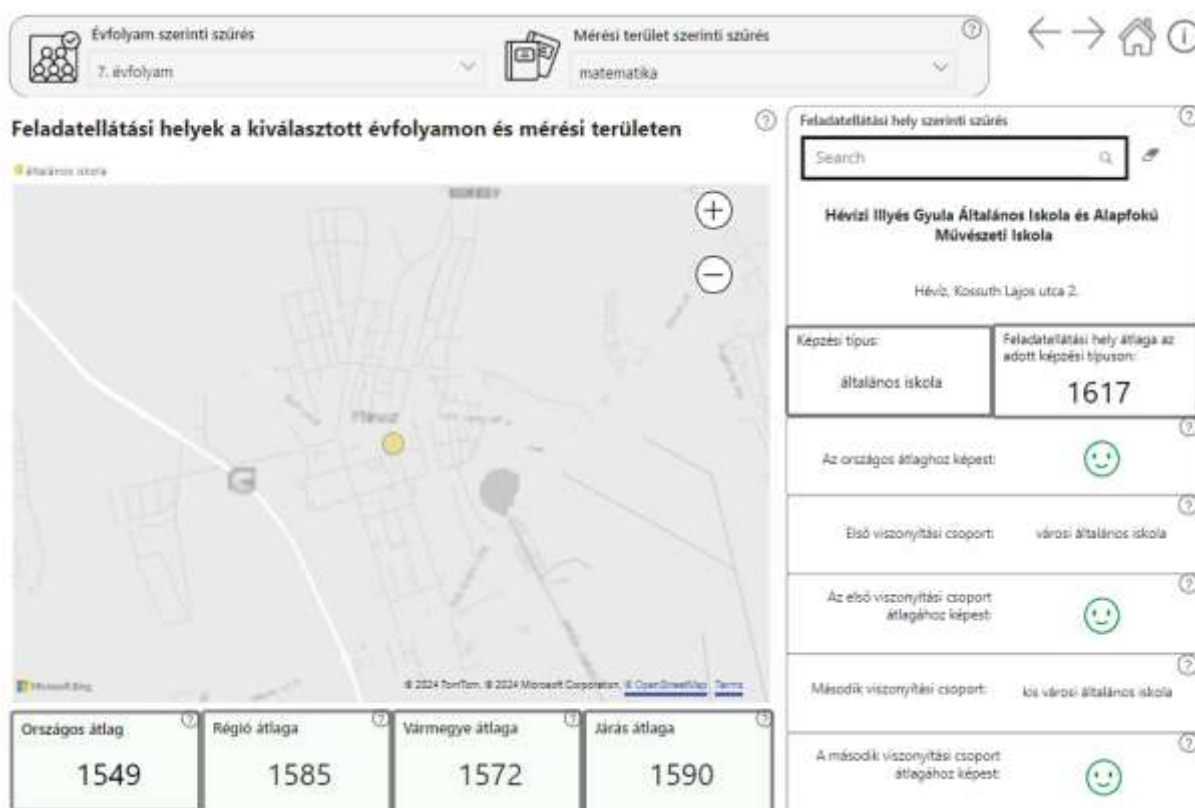 Évfolyam szerinti szűrés
7. évfolyam
Mérési terület szerinti szűrés
matematika
Feladatellátási helyek a kiválasztott évfolyamon és mérési területen
általános iskola
Hévíz
Microsoft Bing
© 2024 TomTom, © 2024 Microsoft Corporation, © OpenStreetMap Terms
Országos átlag
1549
Régió átlaga
1585
Vármegye átlaga
1572
Járás átlaga
1590
Feladatellátási hely szerinti szűrés
Search
Hévízi Illyés Gyula Általános Iskola és Alapfokú
Művészeti Iskola
Hévíz, Kossuth Lajos utca 2.
Képzési típus:
általános iskola
Feladatellátási hely átlaga az
adott képzési típuson:
1617
Az országos átlaghoz képest:
Első viszonyítási csoport:
városi általános iskola
Az első viszonyítási csoport
átlagához képest:
Második viszonyítási csoport:
kis városi általános iskola
A második viszonyítási csoport
átlagához képest: